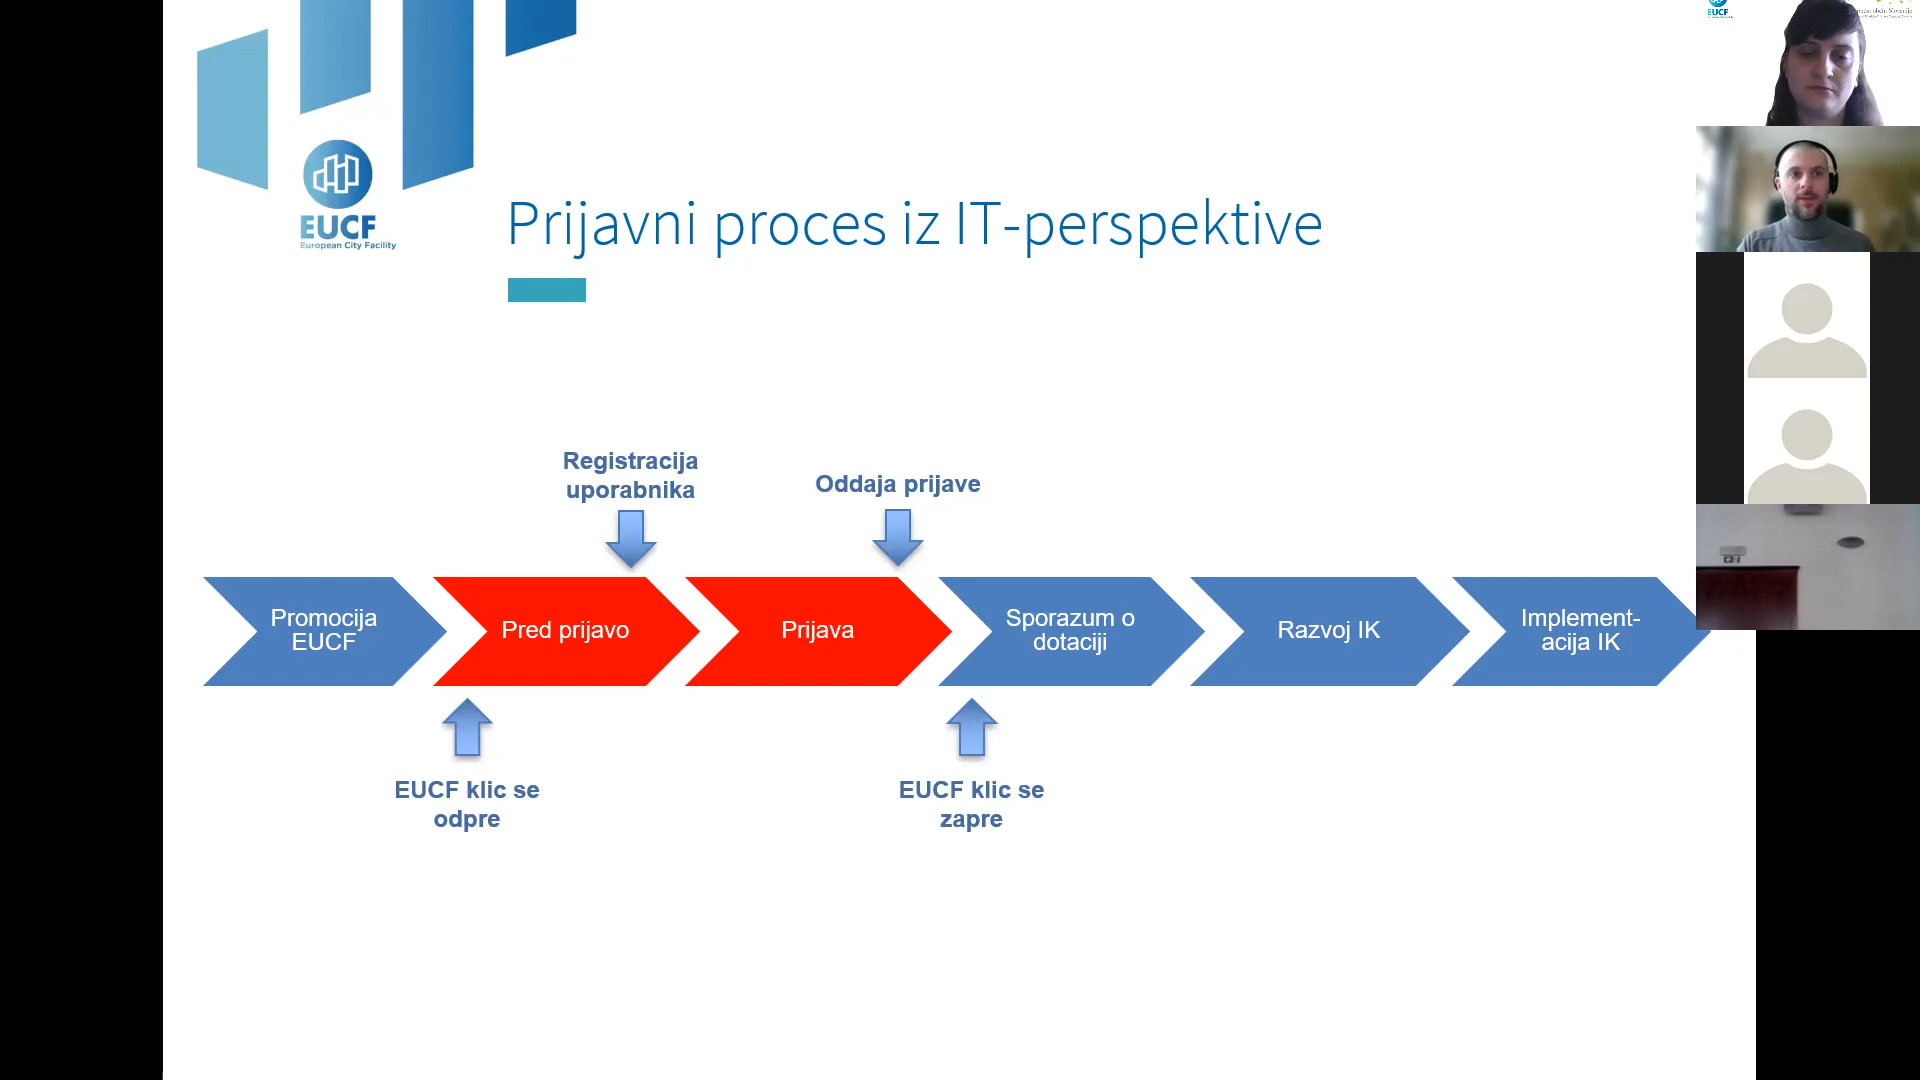 EUCF
European City Facility
Prijavni proces iz IT-perspektive
Registracija
uporabnika
Oddaja prijave
Promocija
EUCF
Pred prijavo
Prijava
Sporazum o
dotaciji
Razvoj IK
Implement-
acija IK
EUCF klic se
odpre
EUCF klic se
zapre
EUCF